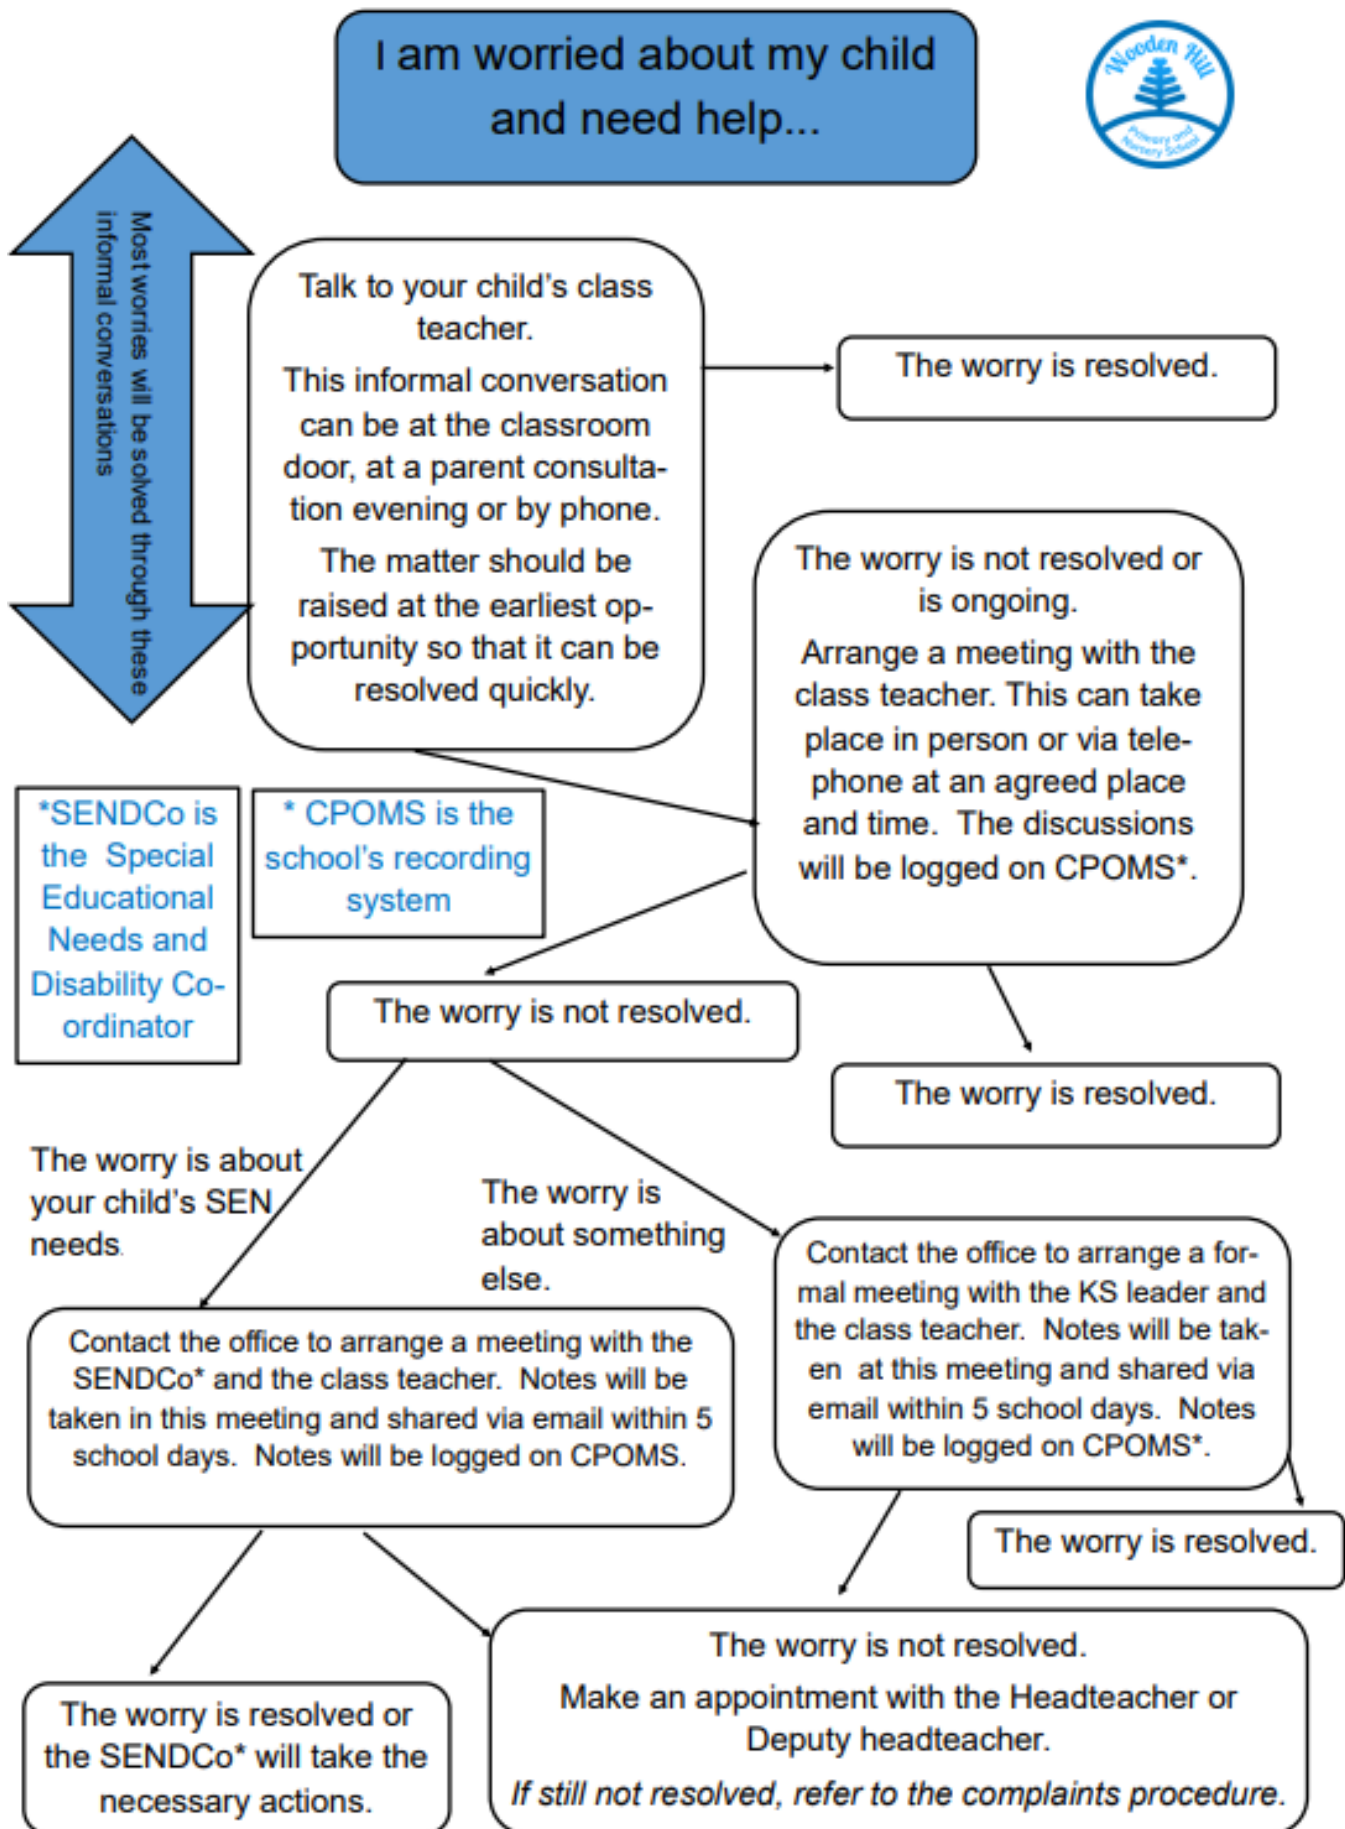 I am worried about my child
and need help...
Wooden Hill
Primary and
Nursery School
Most worries will be solved through these
informal conversations
Talk to your child's class
teacher.
This informal conversation
can be at the classroom
door, at a parent consulta-
tion evening or by phone.
The matter should be
raised at the earliest op-
portunity so that it can be
resolved quickly.
The worry is resolved.
The worry is not resolved or
is ongoing.
Arrange a meeting with the
class teacher. This can take
place in person or via tele-
phone at an agreed place
and time.  The discussions
will be logged on CPOMS*.
*SENDCo is
the  Special
Educational
Needs and
Disability Co-
ordinator
* CPOMS is the
school's recording
system
The worry is not resolved.
The worry is resolved.
The worry is about
your child's SEN
needs.
The worry is
about something
else.
Contact the office to arrange a for-
mal meeting with the KS leader and
the class teacher.  Notes will be tak-
en  at this meeting and shared via
email within 5 school days.  Notes
will be logged on CPOMS*.
Contact the office to arrange a meeting with the
SENDCo* and the class teacher.  Notes will be
taken in this meeting and shared via email within 5
school days.  Notes will be logged on CPOMS.
The worry is resolved.
The worry is not resolved.
Make an appointment with the Headteacher or
Deputy headteacher.
If still not resolved, refer to the complaints procedure.
The worry is resolved or
the SENDCo* will take the
necessary actions.